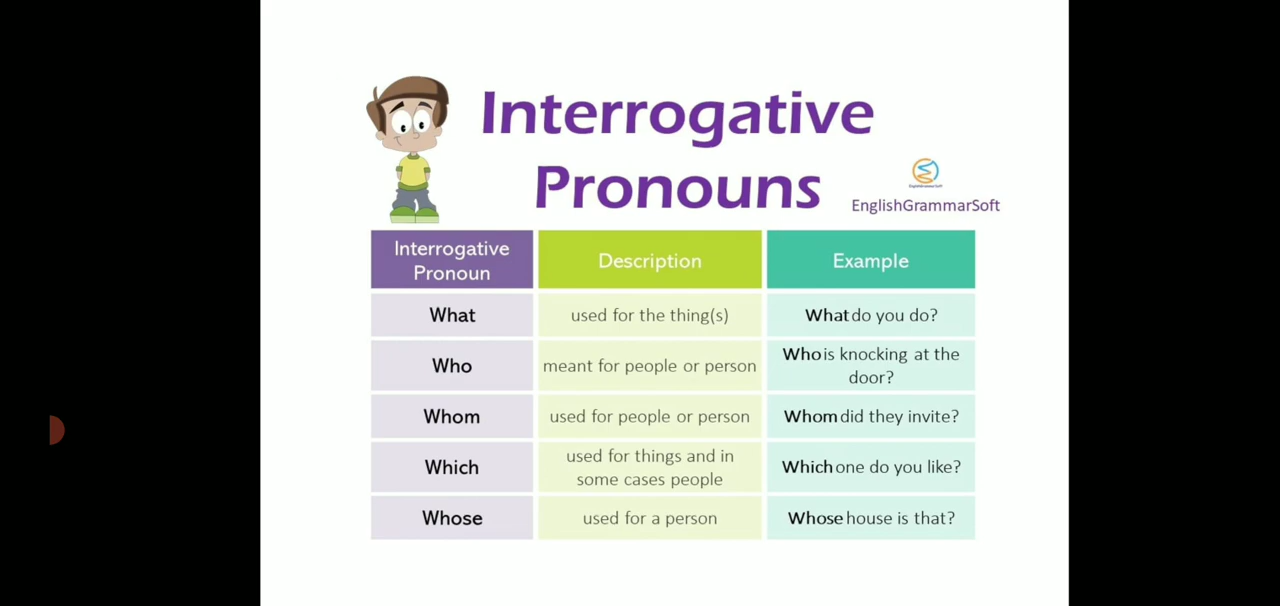 Interrogative
Pronouns
EnglishGrammarSoft
EnglishGrammarSoft
Interrogative
Pronoun
Description
Example
What
used for the thing(s)
What do you do?
Who
meant for people or person
Who is knocking at the
door?
Whom
used for people or person
Whom did they invite?
Which
used for things and in
some cases people
Which one do you like?
Whose
used for a person
Whose house is that?